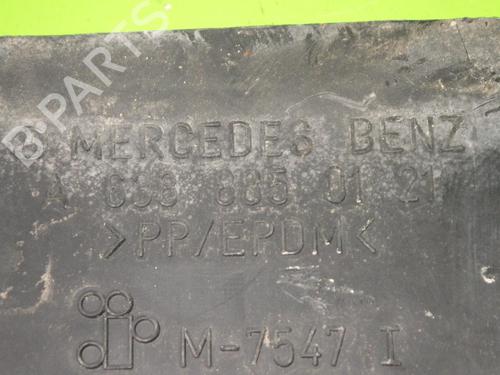 MERCEDES BENZ
A 638 885 01 21
>PP/EPDM<
M-7547 I
B-PARTS